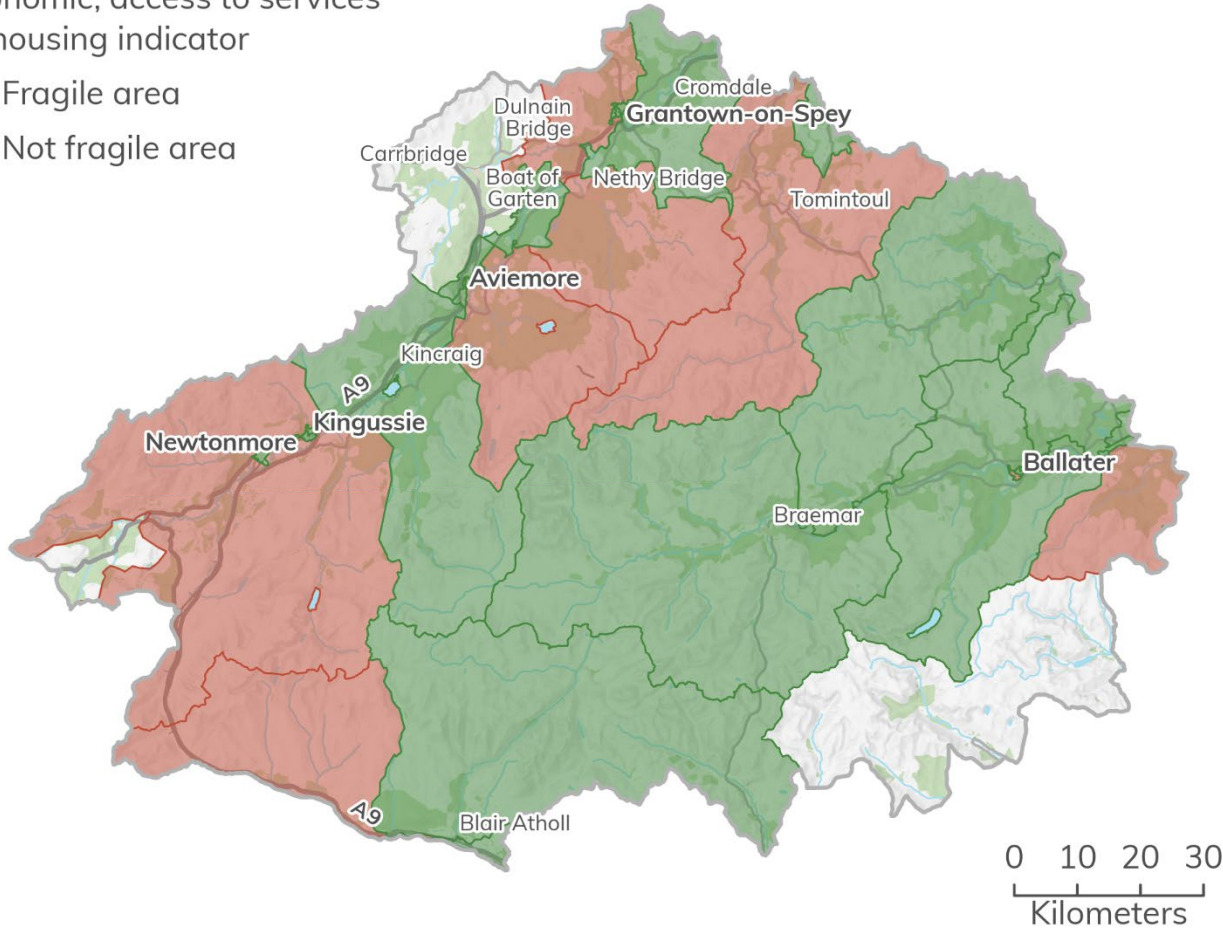 access to services
housing indicator
Fragile area
Not fragile area
Cromdale
Dulnain
Bridge
Grantown-on-Spey
Carrbridge
Boat of
Garten
Nethy Bridge
Tomintoul
Aviemore
Kincraig
A9
Kingussie
Newtonmore
Ballater
Braemar
A9
Blair Atholl
0 10 20 30
Kilometers